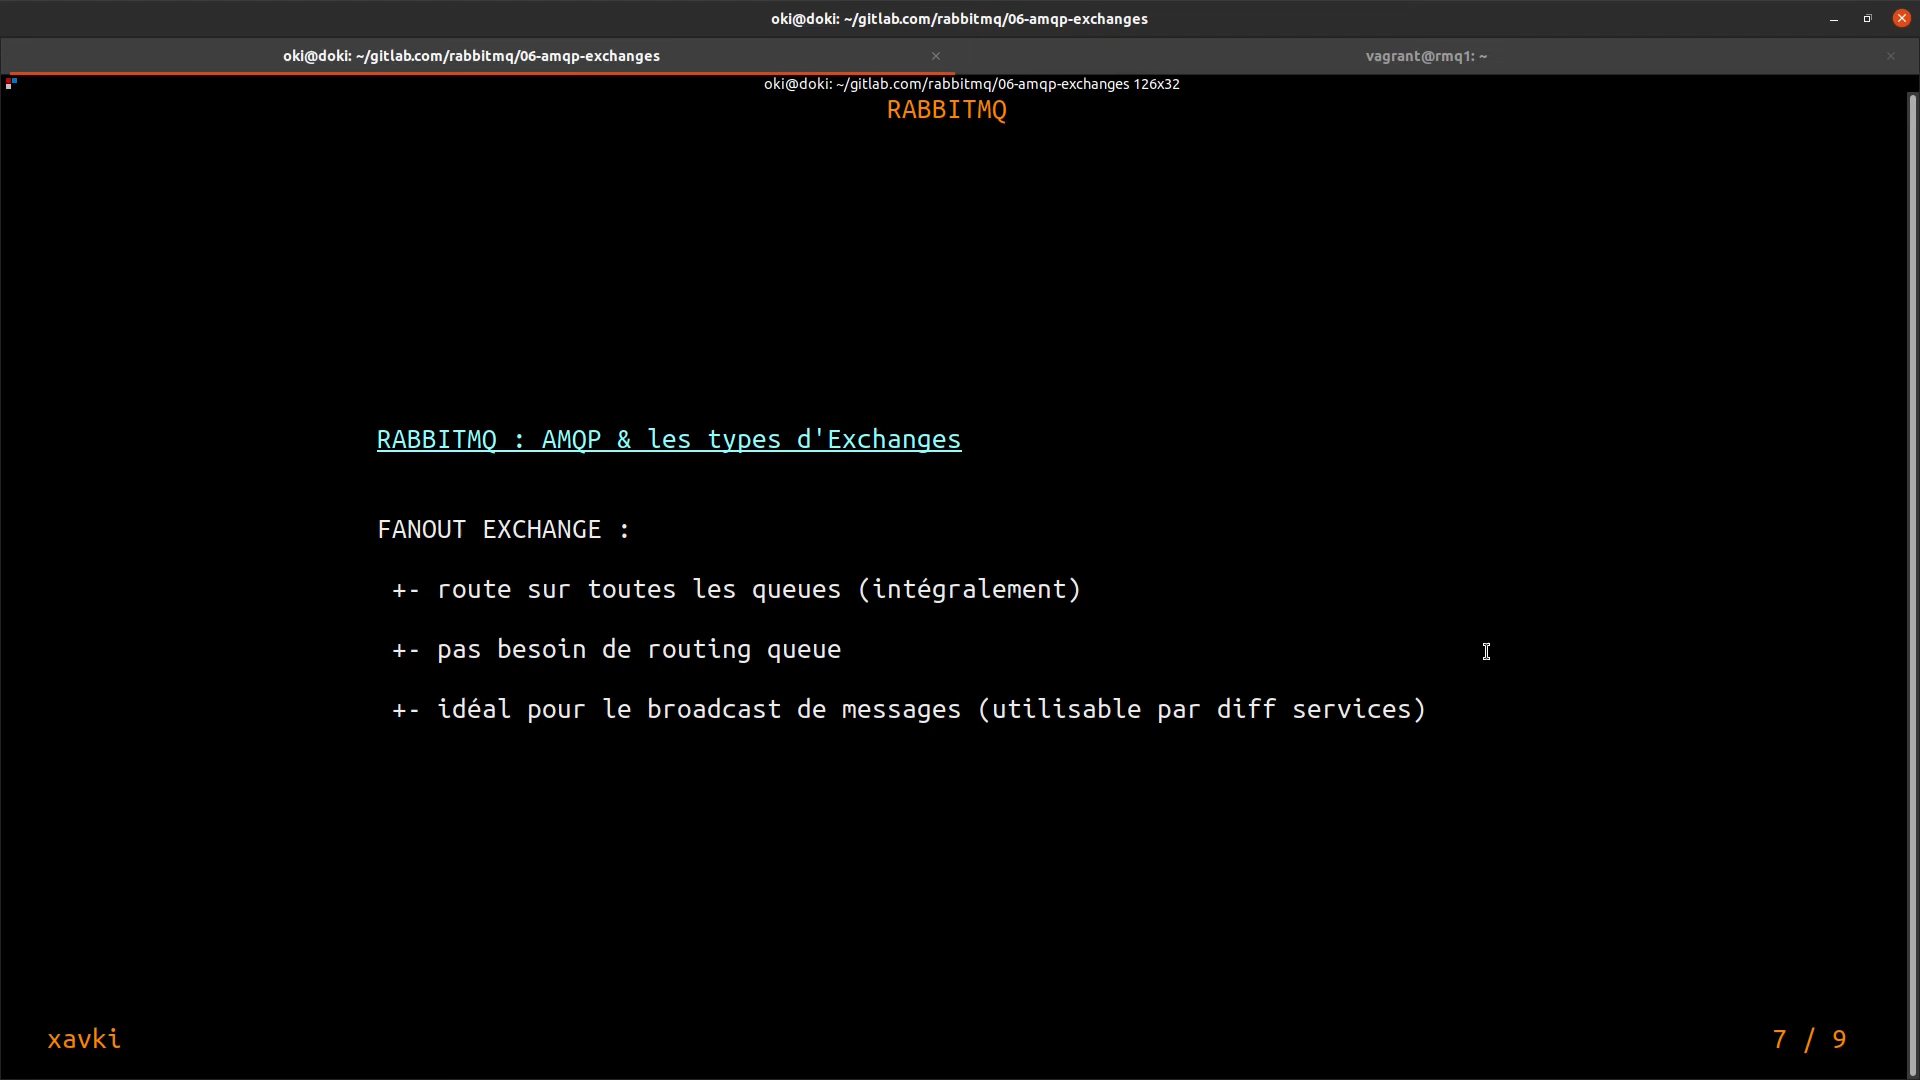 oki@doki: ~/gitlab.com/rabbitmq/06-amqp-exchanges
oki@doki: ~/gitlab.com/rabbitmq/06-amqp-exchanges
vagrant@rmq1: ~
oki@doki: ~/gitlab.com/rabbitmq/06-amqp-exchanges 126x32
RABBITMQ
RABBITMQ : AMQP & les types d'Exchanges
FANOUT EXCHANGE :
+- route sur toutes les queues (intégralement)
+- pas besoin de routing queue
+- idéal pour le broadcast de messages (utilisable par diff services)
xavki
7 / 9